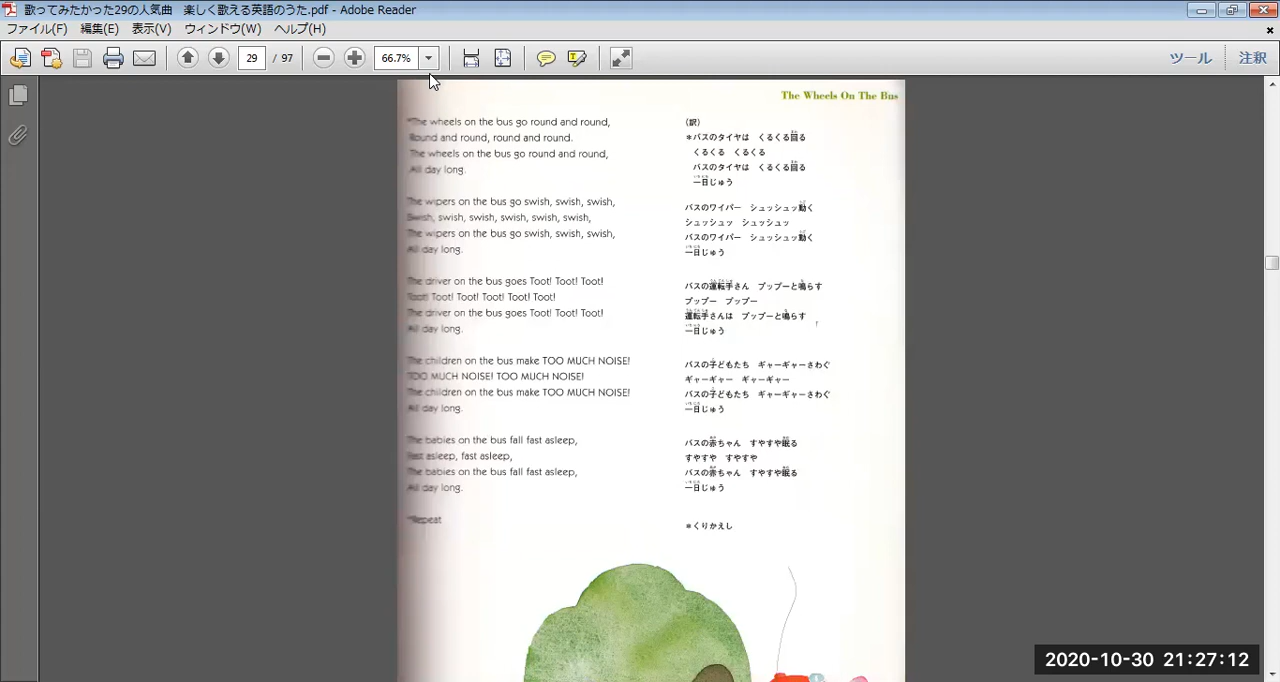 歌ってみたかった29の人気曲　楽しく歌える英語のうた.pdf - Adobe Reader
ファイル(F) 編集(E) 表示(V) ウィンドウ(W) ヘルプ(H)
29 / 97 66.7% ツール 注釈
The Wheels On The Bus
*The wheels on the bus go round and round,
Round and round, round and round.
The wheels on the bus go round and round,
All day long.
The wipers on the bus go swish, swish, swish,
Swish, swish, swish, swish, swish, swish,
The wipers on the bus go swish, swish, swish,
All day long.
The driver on the bus goes Toot! Toot! Toot!
Toot! Toot! Toot! Toot! Toot! Toot!
The driver on the bus goes Toot! Toot! Toot!
All day long.
The children on the bus make TOO MUCH NOISE!
TOO MUCH NOISE! TOO MUCH NOISE!
The children on the bus make TOO MUCH NOISE!
All day long.
The babies on the bus fall fast asleep,
Fast asleep, fast asleep,
The babies on the bus fall fast asleep,
All day long.
*Repeat
(訳)
*バスのタイヤは　くるくる回る
くるくる　くるくる
バスのタイヤは　くるくる回る
一日じゅう
バスのワイパー　シュッシュッ動く
シュッシュッ　シュッシュッ
バスのワイパー　シュッシュッ動く
一日じゅう
バスの運転手さん　プップーと鳴らす
プップー　プップー
運転手さんは　プップーと鳴らす
一日じゅう
バスの子どもたち　ギャーギャーさわぐ
ギャーギャー　ギャーギャー
バスの子どもたち　ギャーギャーさわぐ
一日じゅう
バスの赤ちゃん　すやすや眠る
すやすや　すやすや
バスの赤ちゃん　すやすや眠る
一日じゅう
*くりかえし
2020-10-30 21:27:12